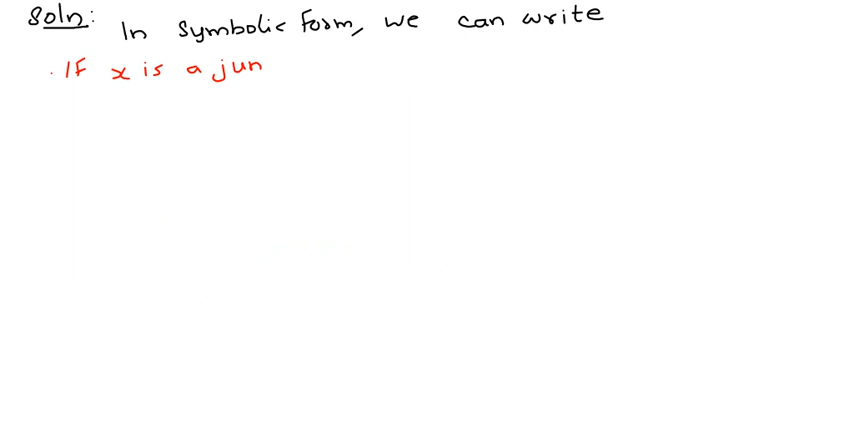 Soln: In Symbolic Form, we can write
. If x is a jun